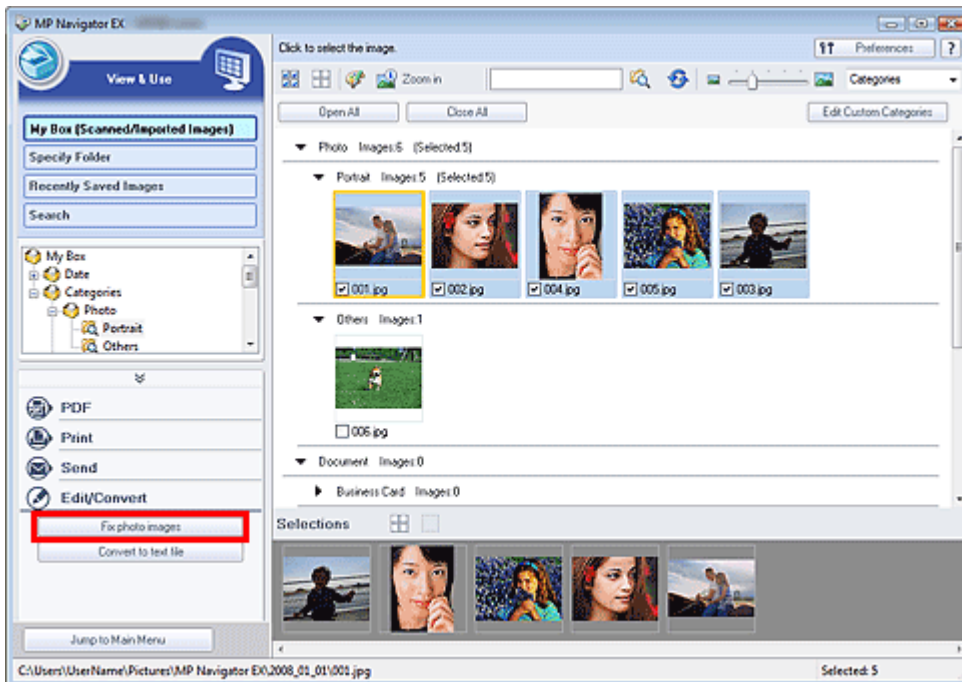 MP Navigator EX
View & Use
My Box (Scanned/Imported Images)
Specify Folder
Recently Saved Images
Search
My Box
Date
Categories
Photo
Portrait
Others
PDF
Print
Send
Edit/Convert
Fix photo images
Convert to text file
Jump to Main Menu
Click to select the image.
Preferences
?
Zoom in
Categories
Open All
Close All
Edit Custom Categories
Photo Images:6 (Selected:5)
Portrait Images:5 (Selected:5)
001.jpg 002.jpg 004.jpg 005.jpg 003.jpg
Others Images:1
006.jpg
Document Images:0
Business Card Images:0
Selections
C:\Users\UserName\Pictures\MP Navigator EX\2008_01_01\001.jpg
Selected: 5